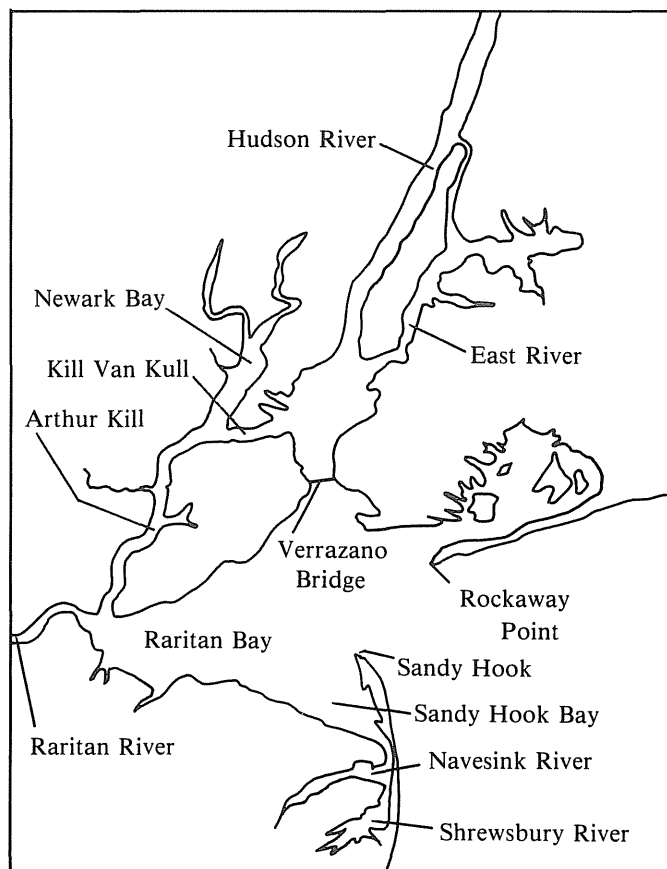 Hudson River
Newark Bay
East River
Kill Van Kull
Arthur Kill
Verrazano
Bridge
Rockaway
Point
Raritan Bay
Sandy Hook
Sandy Hook Bay
Raritan River
Navesink River
Shrewsbury River